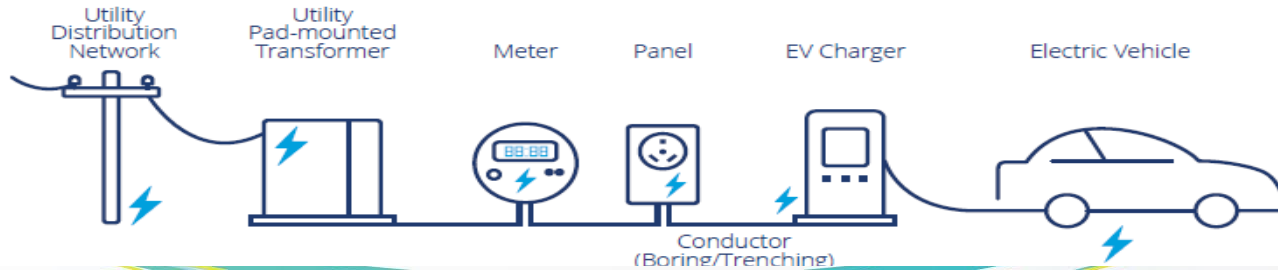 Utility
Distribution
Network
Utility
Pad-mounted
Transformer
Meter
Panel
EV Charger
Electric Vehicle
88:88
Conductor
(Boring/Trenching)